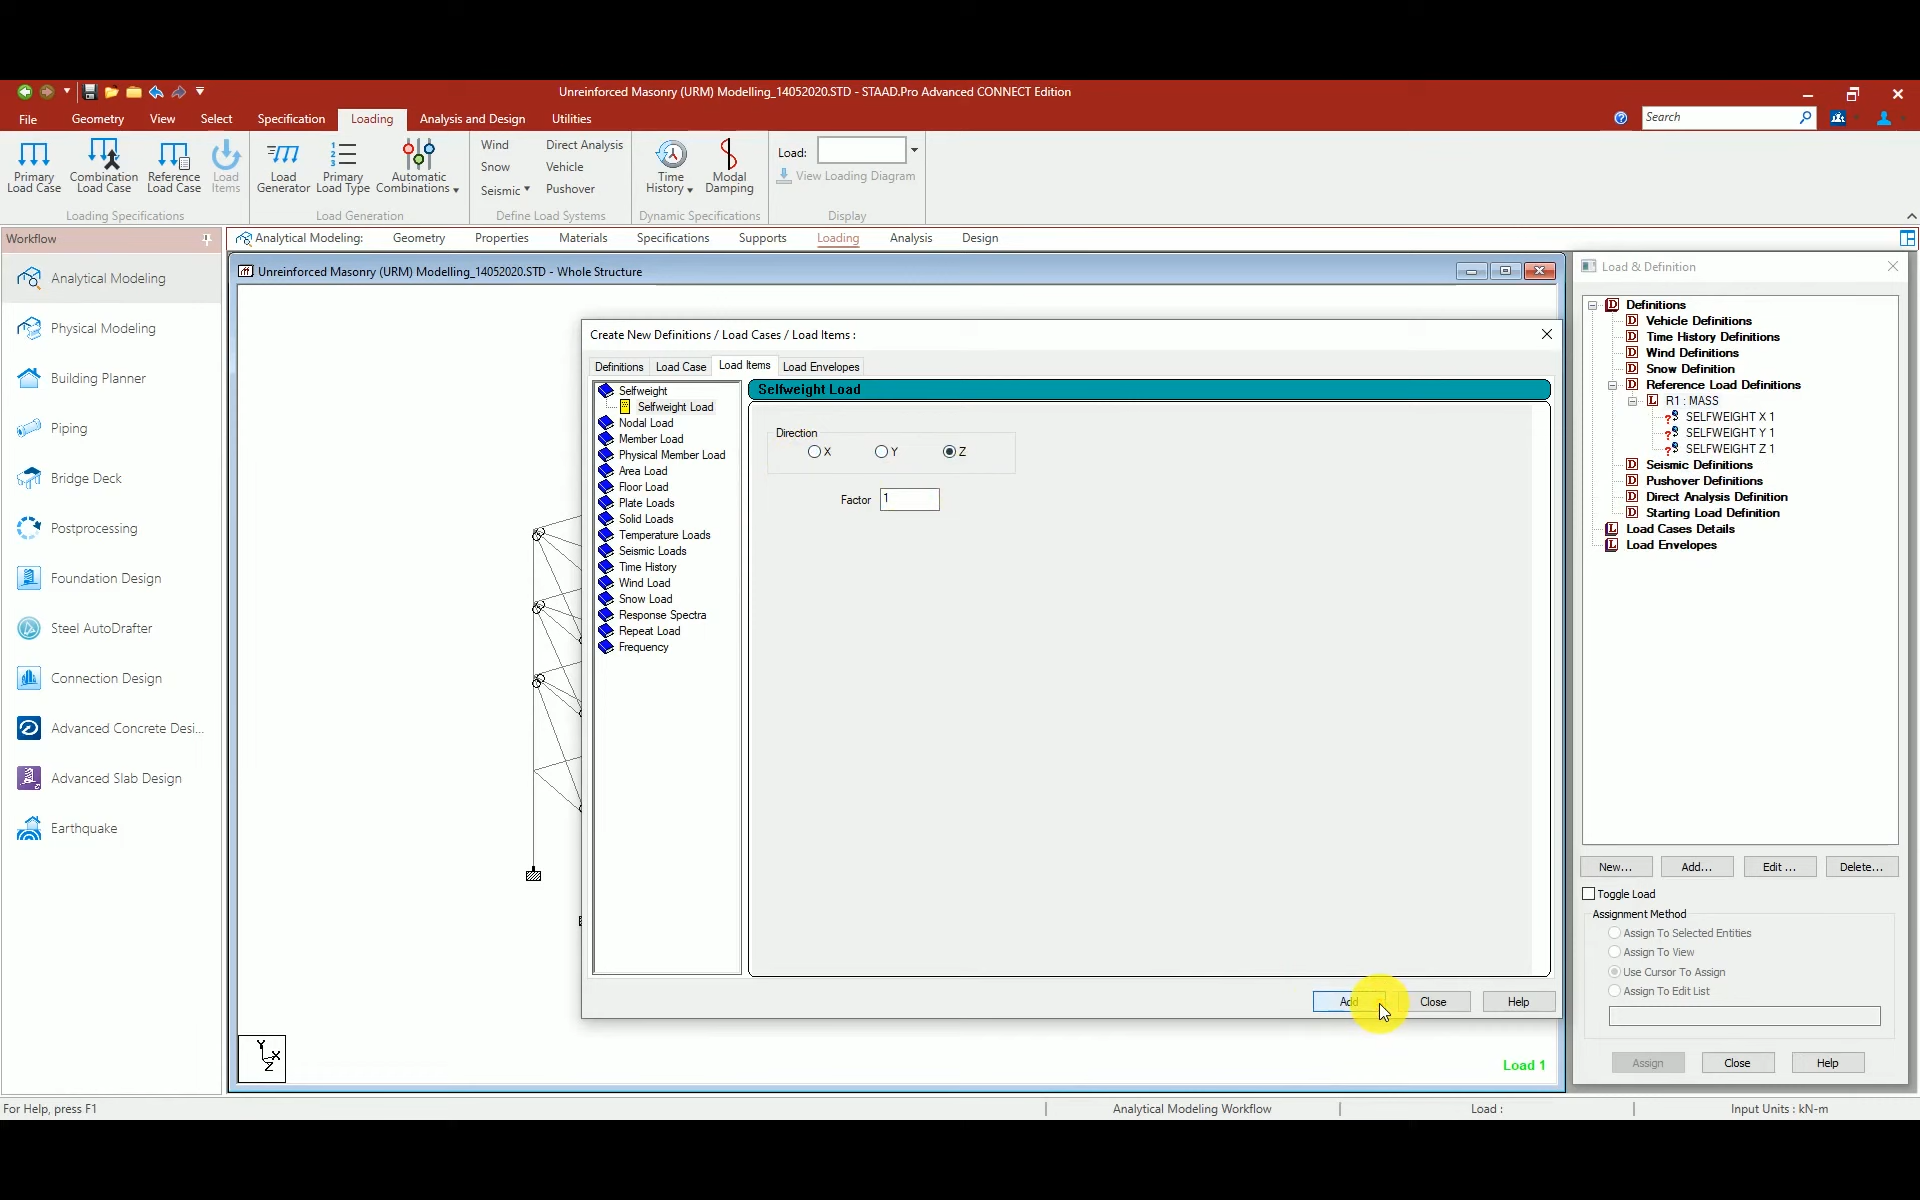 Unreinforced Masonry (URM) Modelling_14052020.STD - STAAD.Pro Advanced CONNECT Edition
File Geometry View Select Specification Loading Analysis and Design Utilities
Search
Primary Load Case
Combination Load Case
Reference Load Case
Load Items
Loading Specifications
Load Generator
Primary Load Type
Automatic Combinations
Load Generation
Wind
Snow
Seismic
Direct Analysis
Vehicle
Pushover
Define Load Systems
Time History
Modal Damping
Dynamic Specifications
Load:
View Loading Diagram
Display
Workflow
Analytical Modeling: Geometry Properties Materials Specifications Supports Loading Analysis Design
Analytical Modeling
Physical Modeling
Building Planner
Piping
Bridge Deck
Postprocessing
Foundation Design
Steel AutoDrafter
Connection Design
Advanced Concrete Desi...
Advanced Slab Design
Earthquake
Unreinforced Masonry (URM) Modelling_14052020.STD - Whole Structure
Create New Definitions / Load Cases / Load Items :
Definitions Load Case Load Items Load Envelopes
Selfweight
Selfweight Load
Nodal Load
Member Load
Physical Member Load
Area Load
Floor Load
Plate Loads
Solid Loads
Temperature Loads
Seismic Loads
Time History
Wind Load
Snow Load
Response Spectra
Repeat Load
Frequency
Selfweight Load
Direction
X Y Z
Factor 1
Add Close Help
Y
X
Z
Load 1
Load & Definition
Definitions
Vehicle Definitions
Time History Definitions
Wind Definitions
Snow Definition
Reference Load Definitions
R1 : MASS
SELFWEIGHT X 1
SELFWEIGHT Y 1
SELFWEIGHT Z 1
Seismic Definitions
Pushover Definitions
Direct Analysis Definition
Starting Load Definition
Load Cases Details
Load Envelopes
New... Add... Edit ... Delete...
Toggle Load
Assignment Method
Assign To Selected Entities
Assign To View
Use Cursor To Assign
Assign To Edit List
Assign Close Help
For Help, press F1
Analytical Modeling Workflow
Load :
Input Units : kN-m